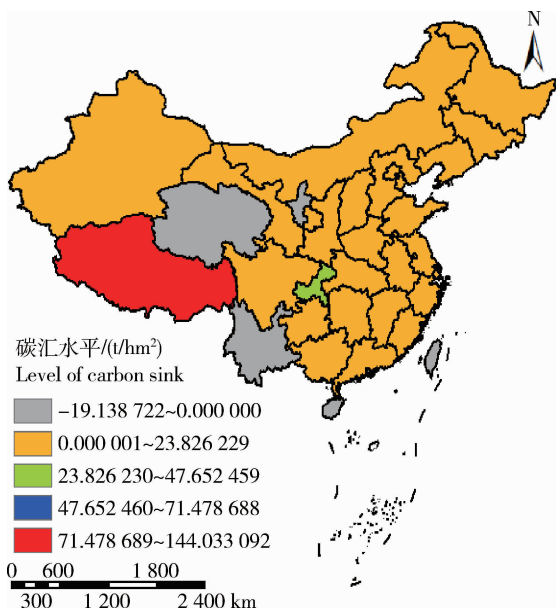 N
碳汇水平/(t/hm²)
Level of carbon sink
−19.138 722~0.000 000
0.000 001~23.826 229
23.826 230~47.652 459
47.652 460~71.478 688
71.478 689~144.033 092
0 600 1 800
300 1 200 2 400 km